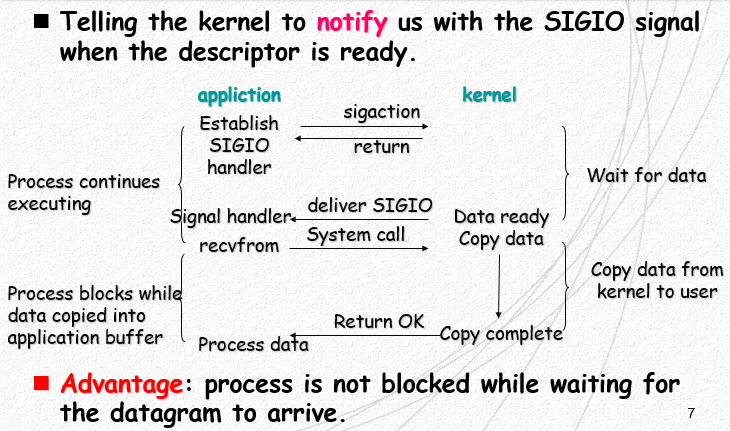 Telling the kernel to notify us with the SIGIO signal
when the descriptor is ready.
appliction
kernel
Establish
SIGIO
handler
sigaction
return
Process continues
executing
Wait for data
Signal handler
deliver SIGIO
Data ready
recvfrom
System call
Copy data
Copy data from
kernel to user
Process blocks while
data copied into
application buffer
Return OK
Copy complete
Process data
Advantage: process is not blocked while waiting for
the datagram to arrive.
7